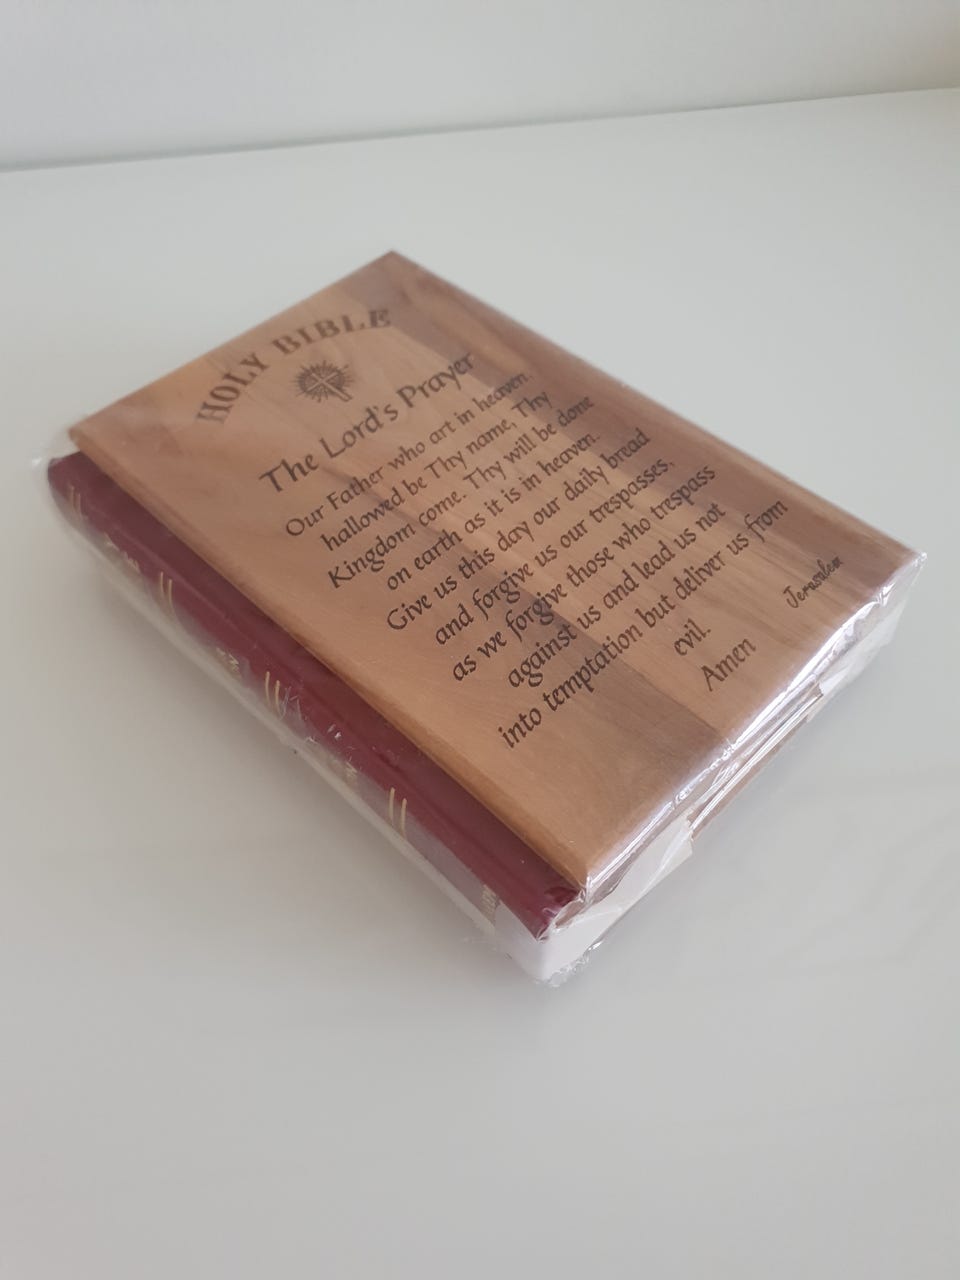 HOLY BIBLE
The Lord's Prayer
Our Father who art in heaven.
hallowed be Thy name, Thy
Kingdom come. Thy will be done
on earth as it is in heaven.
Give us this day our daily bread
and forgive us our trespasses,
as we forgive those who trespass
against us and lead us not
into temptation but deliver us from
evil.
Amen
Jerusalem